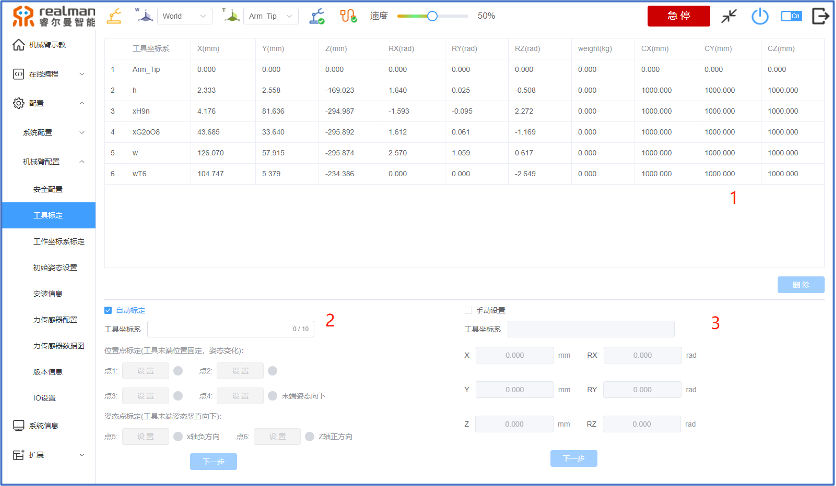 realman
睿尔曼智能
W
World
T
Arm_Tip
速度
50%
急停
Ch
机械臂示教
在线编程
配置
系统配置
机械臂配置
安全配置
工具标定
工作坐标系标定
初始姿态设置
安装信息
力传感器配置
力传感器数据图
版本信息
IO设置
系统信息
扩展
工具坐标系 X(mm) Y(mm) Z(mm) RX(rad) RY(rad) RZ(rad) weight(kg) CX(mm) CY(mm) CZ(mm)
1 Arm_Tip 0.000 0.000 0.000 0.000 0.000 0.000 0.000 0.000 0.000 0.000
2 h 2.333 2.558 -169.023 1.640 0.025 -0.508 0.000 1000.000 1000.000 1000.000
3 xH9n 4.176 81.636 -294.987 -1.593 -0.095 2.272 0.000 1000.000 1000.000 1000.000
4 xG2oO8 43.685 33.640 -295.892 1.612 0.061 -1.169 0.000 1000.000 1000.000 1000.000
5 w 126.070 57.915 -295.874 2.970 1.059 0.617 0.000 1000.000 1000.000 1000.000
6 wT6 104.747 5.379 -234.386 0.000 0.000 -2.549 0.000 1000.000 1000.000 1000.000
1
删除
自动标定
工具坐标系 0 / 10
2
位置点标定(工具末端位置固定，姿态变化):
点1: 设置 点2: 设置
点3: 设置 点4: 设置 末端姿态向下
姿态点标定(工具末端姿态竖直向下):
点5: 设置 x轴负方向 点6: 设置 Z轴正方向
下一步
手动设置
工具坐标系
3
X 0.000 mm RX 0.000 rad
Y 0.000 mm RY 0.000 rad
Z 0.000 mm RZ 0.000 rad
下一步